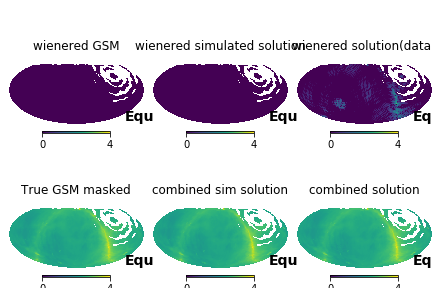 wienered GSM
wienered simulated solution
wienered solution(data
Equ
Equ
Eq
0 4
0 4
0 4
True GSM masked
combined sim solution
combined solution
Equ
Equ
Eq
0 4
0 4
0 4